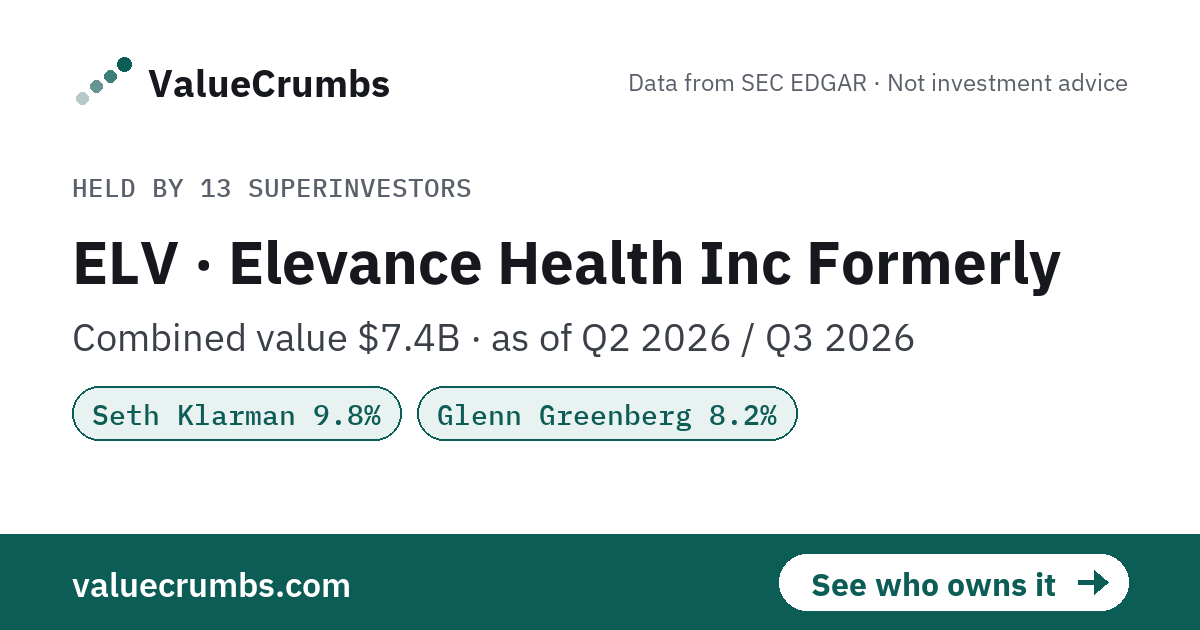 ValueCrumbs
Data from SEC EDGAR · Not investment advice
HELD BY 13 SUPERINVESTORS
ELV · Elevance Health Inc Formerly
Combined value $7.4B · as of Q2 2026 / Q3 2026
Seth Klarman 9.8%
Glenn Greenberg 8.2%
valuecrumbs.com
See who owns it →